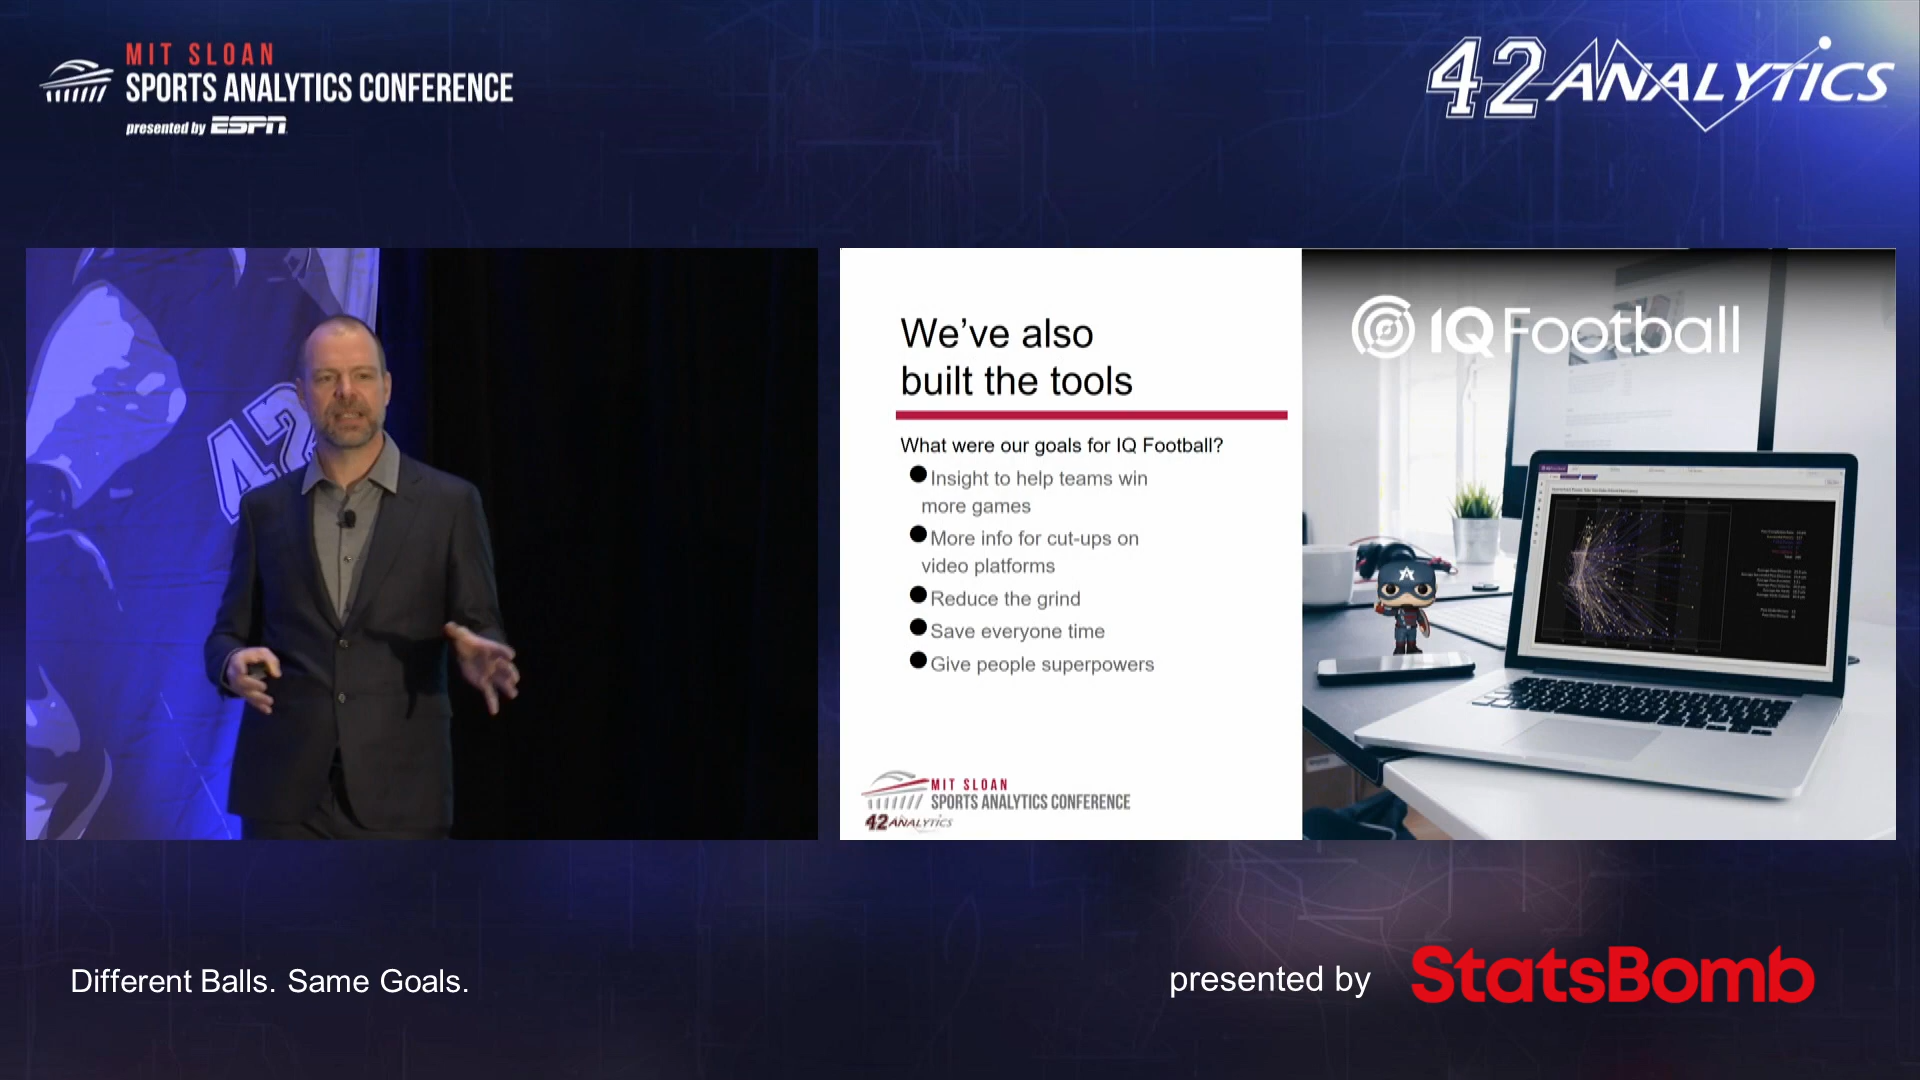 MIT SLOAN
SPORTS ANALYTICS CONFERENCE
presented by ESPN
42 ANALYTICS
42
We've also
built the tools
What were our goals for IQ Football?
Insight to help teams win
more games
More info for cut-ups on
video platforms
Reduce the grind
Save everyone time
Give people superpowers
MIT SLOAN
SPORTS ANALYTICS CONFERENCE
42 ANALYTICS
IQ Football
Different Balls. Same Goals.
presented by StatsBomb